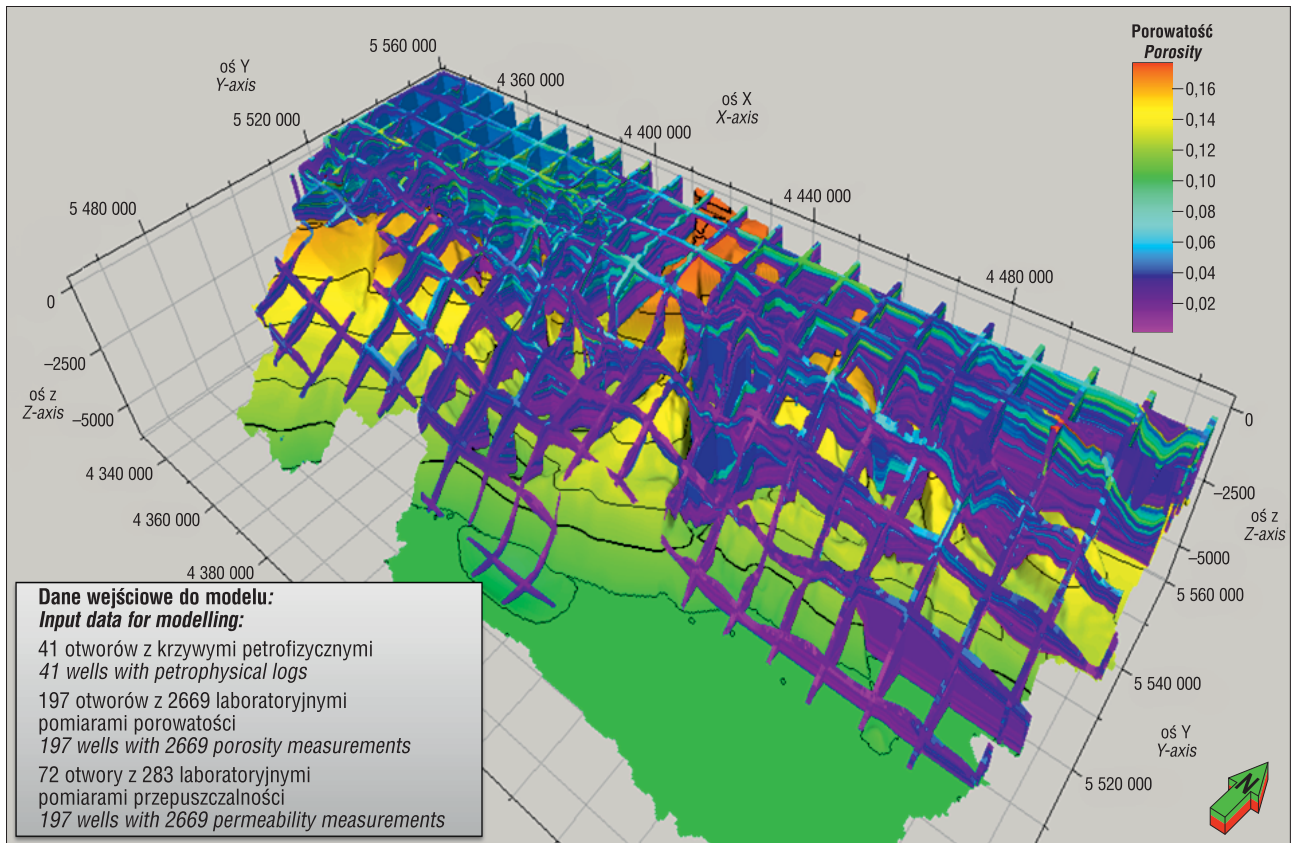 Porowatość
Porosity
0,16
0,14
0,12
0,10
0,08
0,06
0,04
0,02
oś Y
Y-axis
5 560 000
5 520 000
5 480 000
4 360 000
oś X
X-axis
4 400 000
4 440 000
4 480 000
0
−2500
−5000
oś z
Z-axis
4 340 000
4 360 000
4 380 000
0
−2500
−5000
oś z
Z-axis
5 560 000
5 540 000
5 520 000
oś Y
Y-axis
N
Dane wejściowe do modelu:
Input data for modelling:
41 otworów z krzywymi petrofizycznymi
41 wells with petrophysical logs
197 otworów z 2669 laboratoryjnymi
pomiarami porowatości
197 wells with 2669 porosity measurements
72 otwory z 283 laboratoryjnymi
pomiarami przepuszczalności
197 wells with 2669 permeability measurements